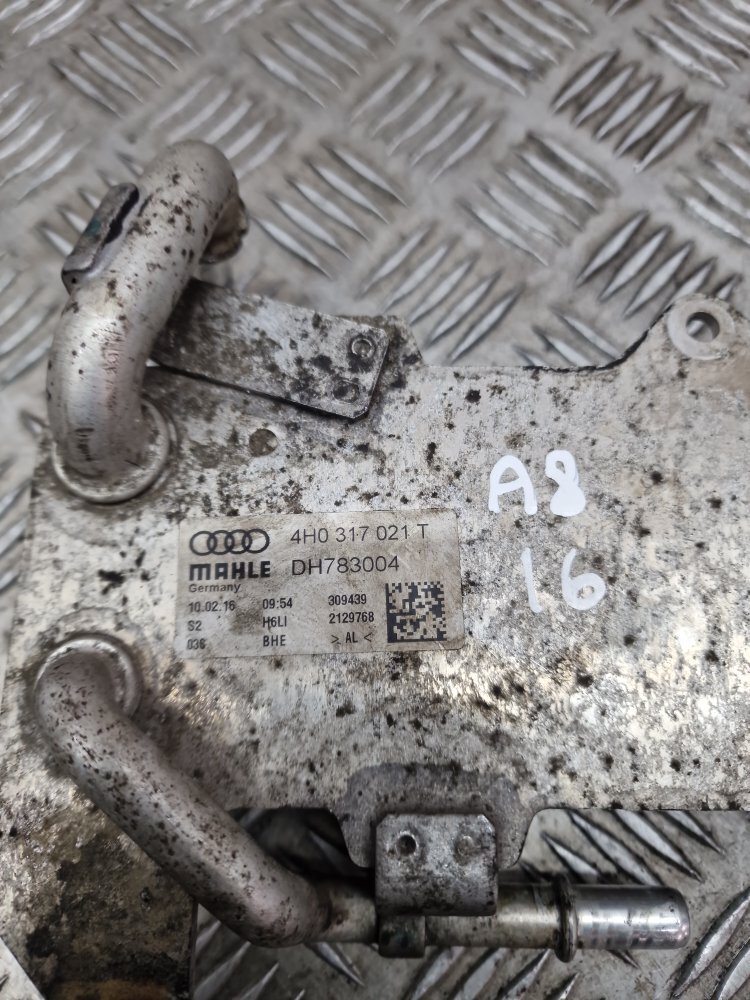 A8
16
4H0 317 021 T
MAHLE DH783004
Germany
10.02.16 09:54 309439
S2 H6LI 2129768
036 BHE > AL <